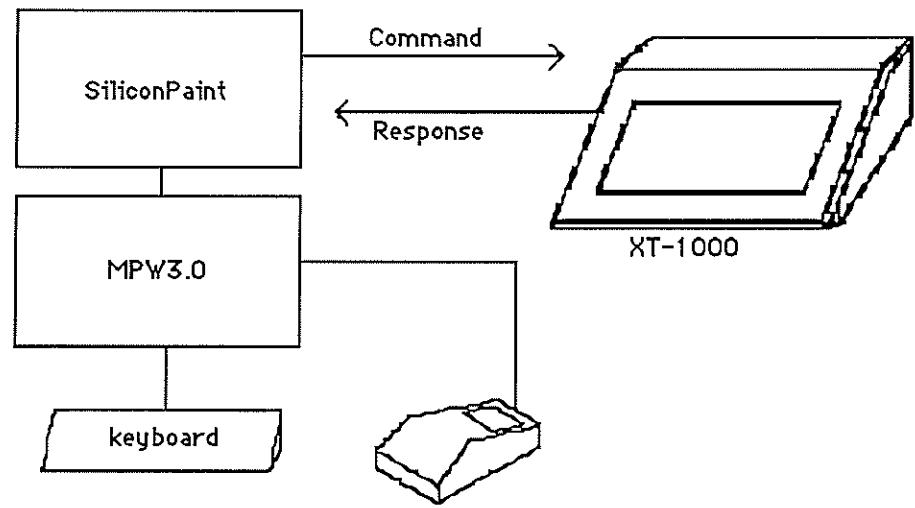 Command
SiliconPaint
Response
XT-1000
MPW3.0
keyboard